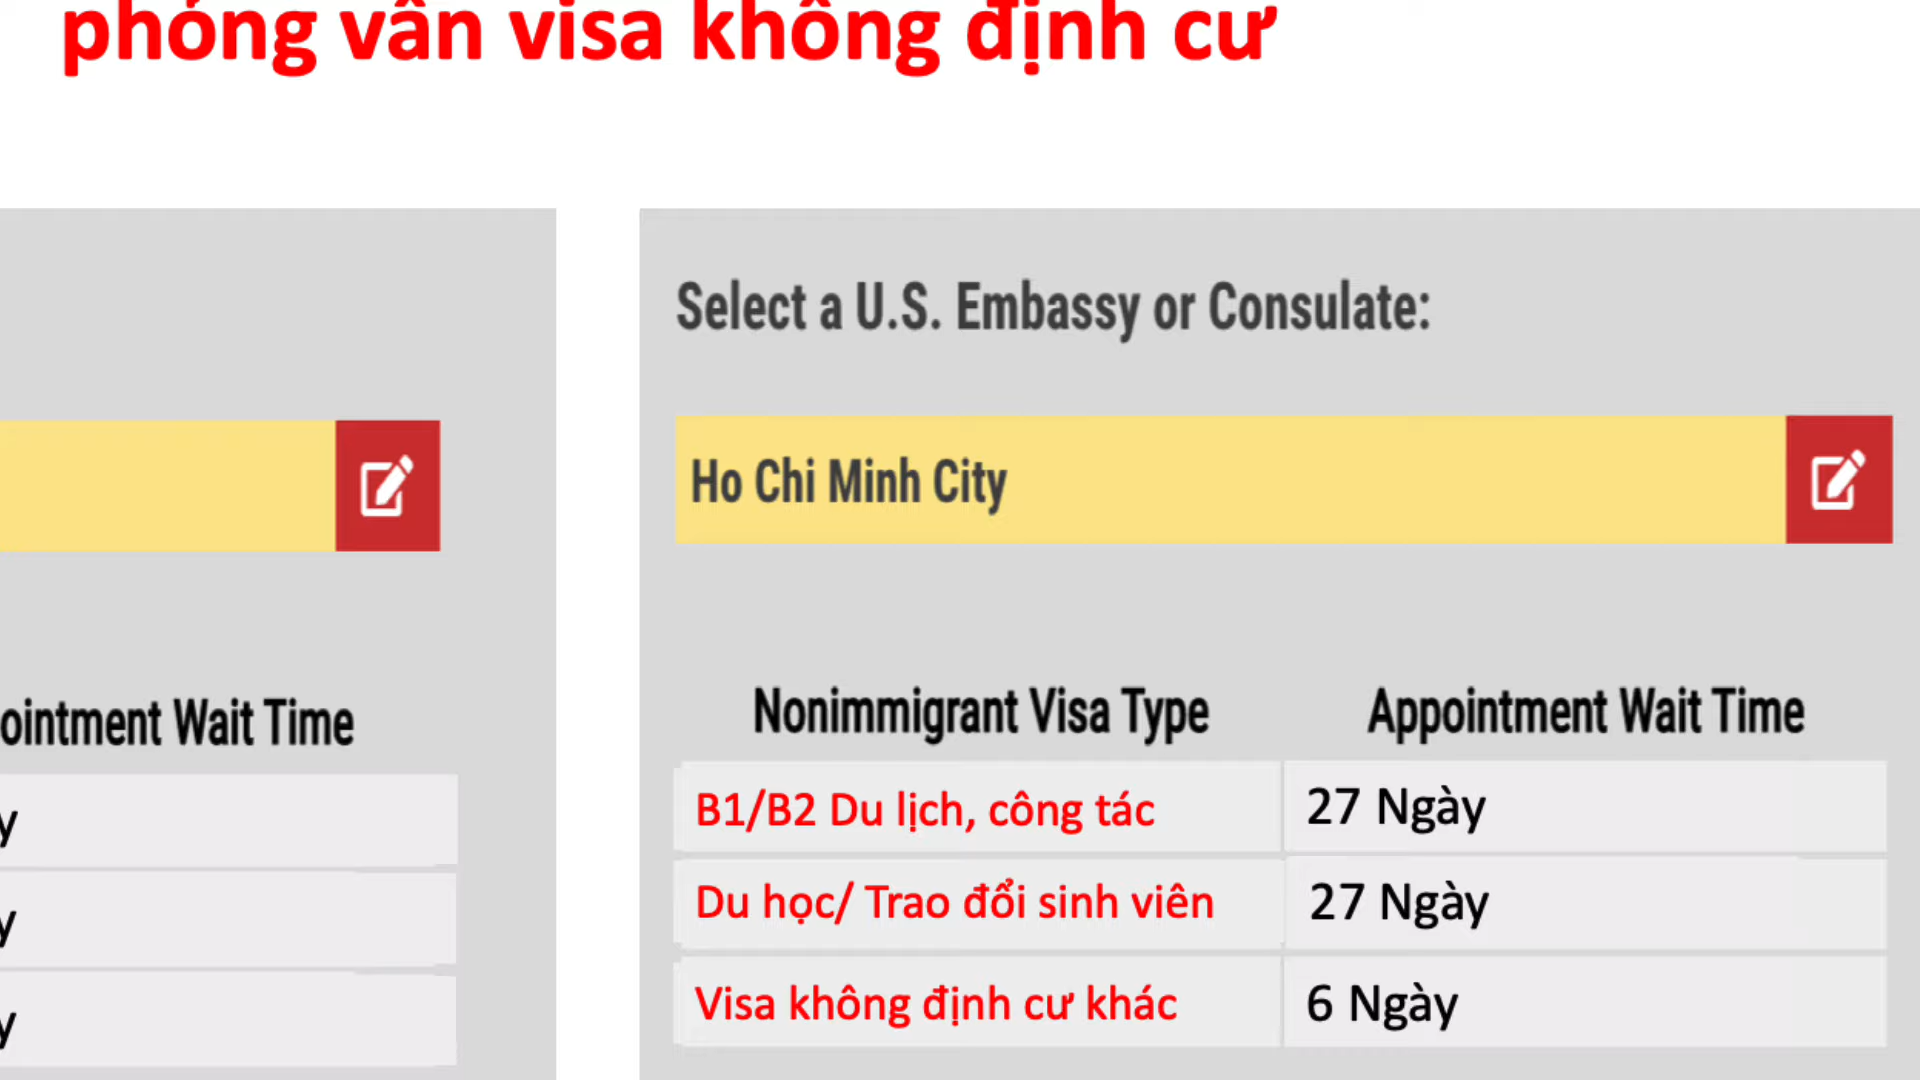 phỏng vấn visa không định cư
Select a U.S. Embassy or Consulate:
Ho Chi Minh City
Wait Time
Nonimmigrant Visa Type Appointment Wait Time
B1/B2 Du lịch, công tác 27 Ngày
Du học/ Trao đổi sinh viên 27 Ngày
Visa không định cư khác 6 Ngày